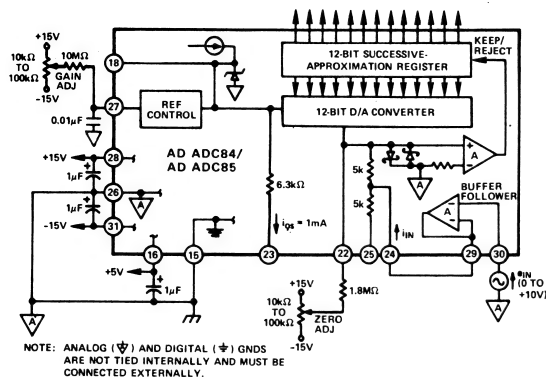 +15V
10kΩ
TO
100kΩ
-15V
10MΩ
GAIN
ADJ
0.01μF
18
27
REF
CONTROL
12-BIT SUCCESSIVE-
APPROXIMATION REGISTER
KEEP/
REJECT
12-BIT D/A CONVERTER
AD ADC84/
AD ADC85
+15V
28
1μF
26
1μF
-15V
31
6.3kΩ
iOS = 1mA
5k
5k
iIN
+
A
-
A
BUFFER
FOLLOWER
A
-
+
16
15
23
22
25
24
29
30
+5V
1μF
+15V
10kΩ
TO
100kΩ
-15V
ZERO
ADJ
1.8MΩ
eIN
(0 TO
+10V)
A
A
NOTE: ANALOG (A) AND DIGITAL (⏚) GNDS
ARE NOT TIED INTERNALLY AND MUST BE
CONNECTED EXTERNALLY.